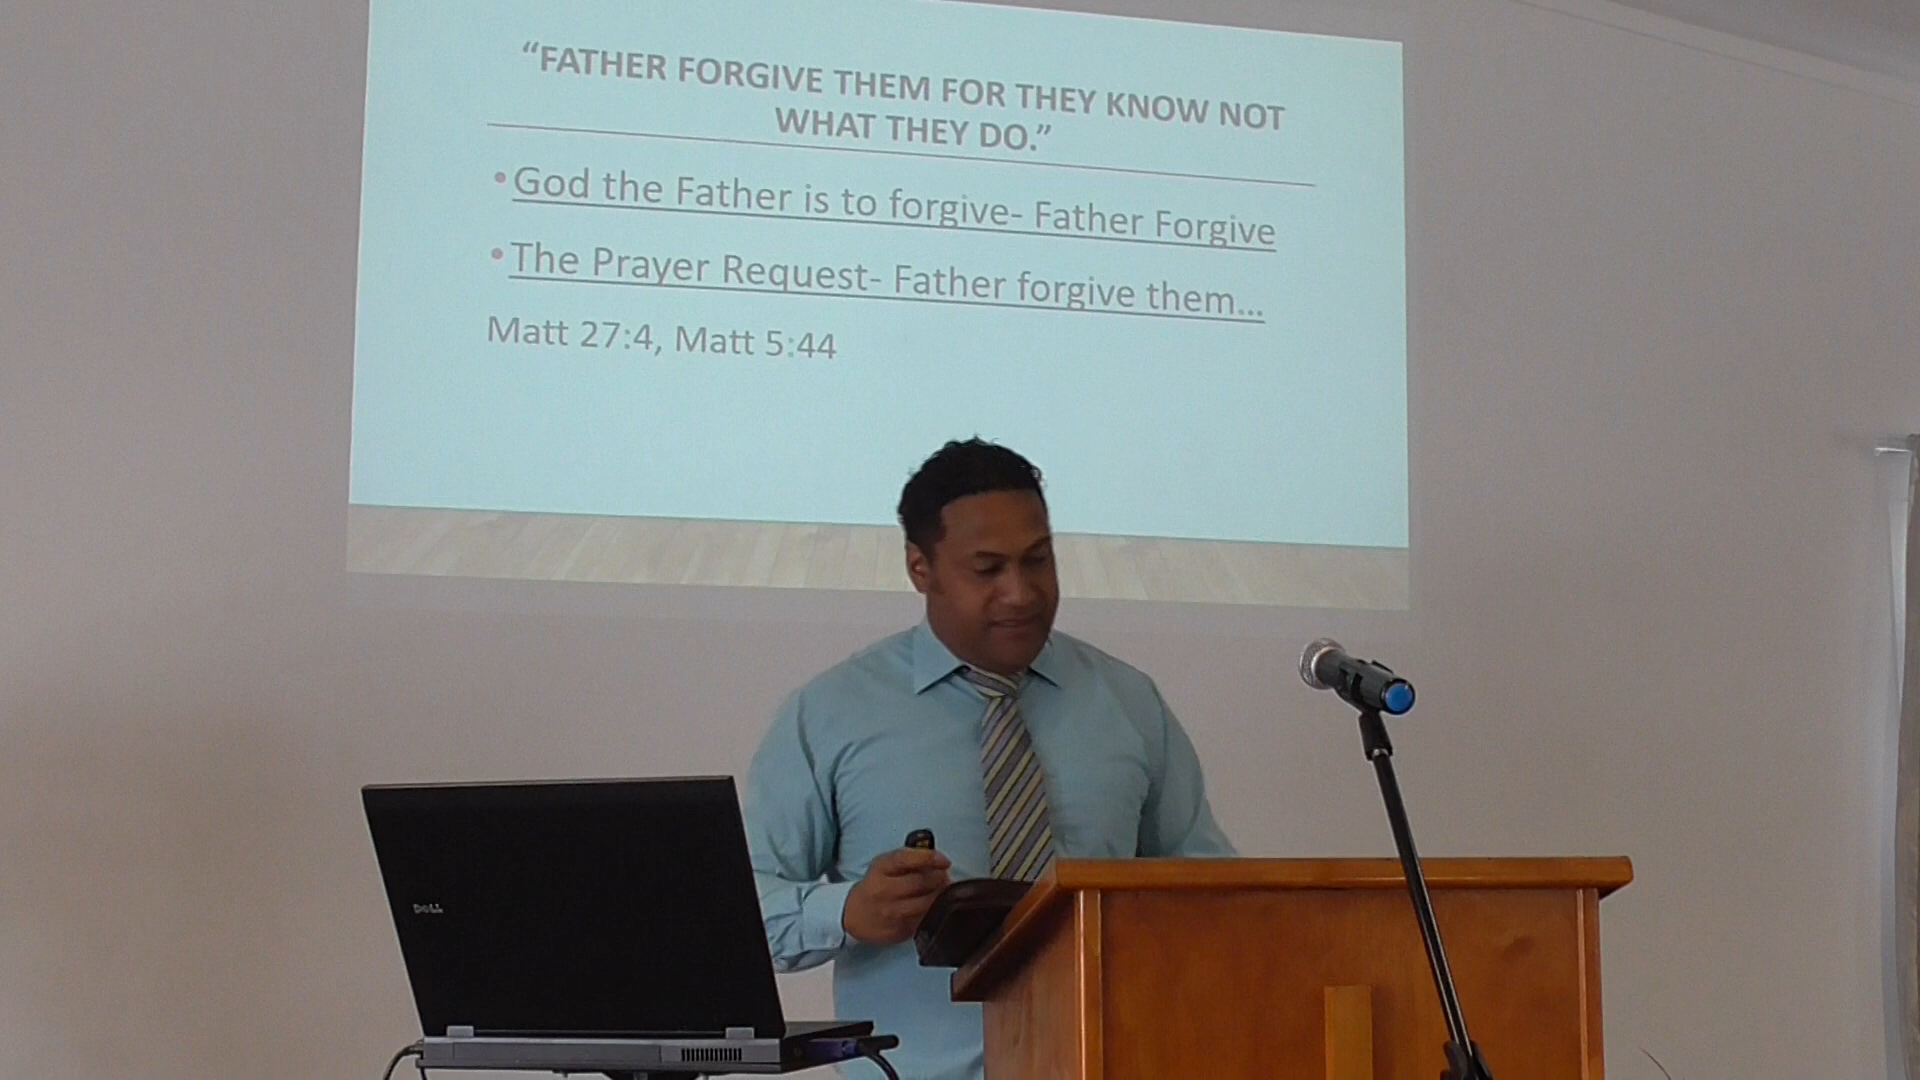 “FATHER FORGIVE THEM FOR THEY KNOW NOT
WHAT THEY DO.”
•God the Father is to forgive- Father Forgive
•The Prayer Request- Father forgive them...
Matt 27:4, Matt 5:44
DELL